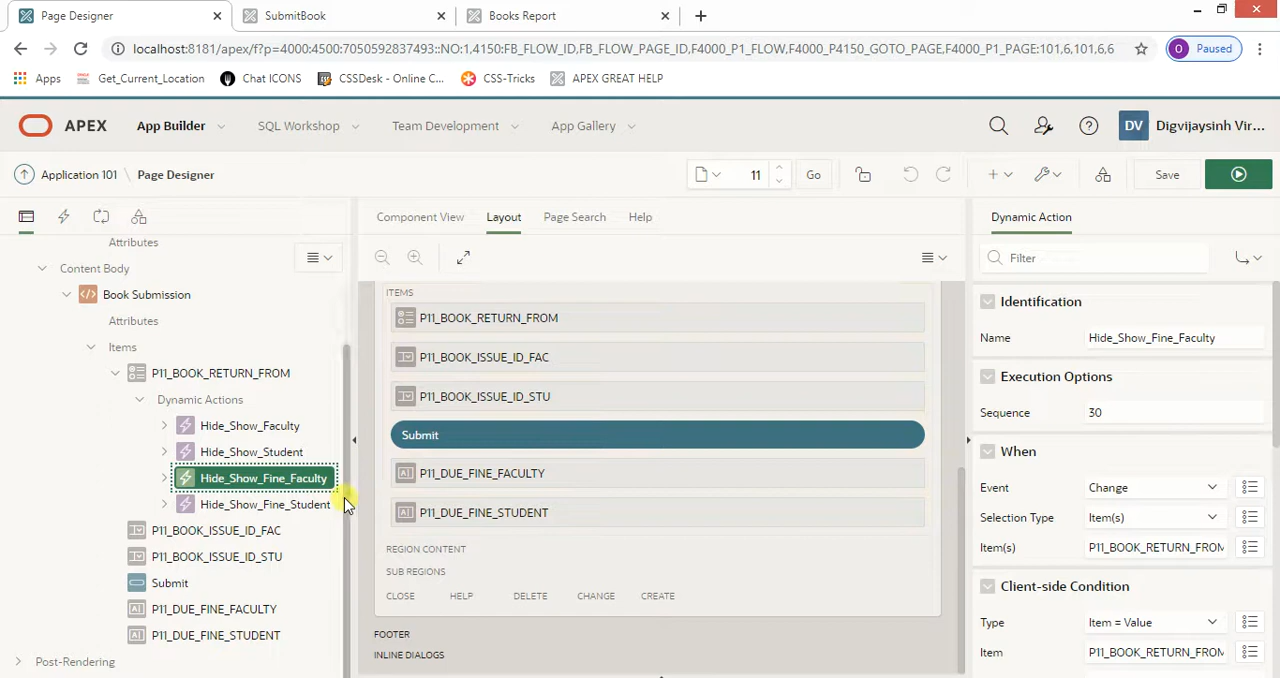 Page Designer
SubmitBook
Books Report
localhost:8181/apex/f?p=4000:4500:7050592837493::NO:1,4150:FB_FLOW_ID,FB_FLOW_PAGE_ID,F4000_P1_FLOW,F4000_P4150_GOTO_PAGE,F4000_P1_PAGE:101,6,101,6,6
O Paused
Apps
Get_Current_Location
Chat ICONS
CSSDesk - Online C...
CSS-Tricks
APEX GREAT HELP
APEX
App Builder
SQL Workshop
Team Development
App Gallery
DV
Digvijaysinh Vir...
Application 101
Page Designer
11
Go
Save
Component View
Layout
Page Search
Help
Dynamic Action
Attributes
Content Body
Book Submission
Attributes
Items
P11_BOOK_RETURN_FROM
Dynamic Actions
Hide_Show_Faculty
Hide_Show_Student
Hide_Show_Fine_Faculty
Hide_Show_Fine_Student
P11_BOOK_ISSUE_ID_FAC
P11_BOOK_ISSUE_ID_STU
Submit
P11_DUE_FINE_FACULTY
P11_DUE_FINE_STUDENT
Post-Rendering
ITEMS
P11_BOOK_RETURN_FROM
P11_BOOK_ISSUE_ID_FAC
P11_BOOK_ISSUE_ID_STU
Submit
P11_DUE_FINE_FACULTY
P11_DUE_FINE_STUDENT
REGION CONTENT
SUB REGIONS
CLOSE
HELP
DELETE
CHANGE
CREATE
FOOTER
INLINE DIALOGS
Filter
Identification
Name
Hide_Show_Fine_Faculty
Execution Options
Sequence
30
When
Event
Change
Selection Type
Item(s)
Item(s)
P11_BOOK_RETURN_FROM
Client-side Condition
Type
Item = Value
Item
P11_BOOK_RETURN_FROM